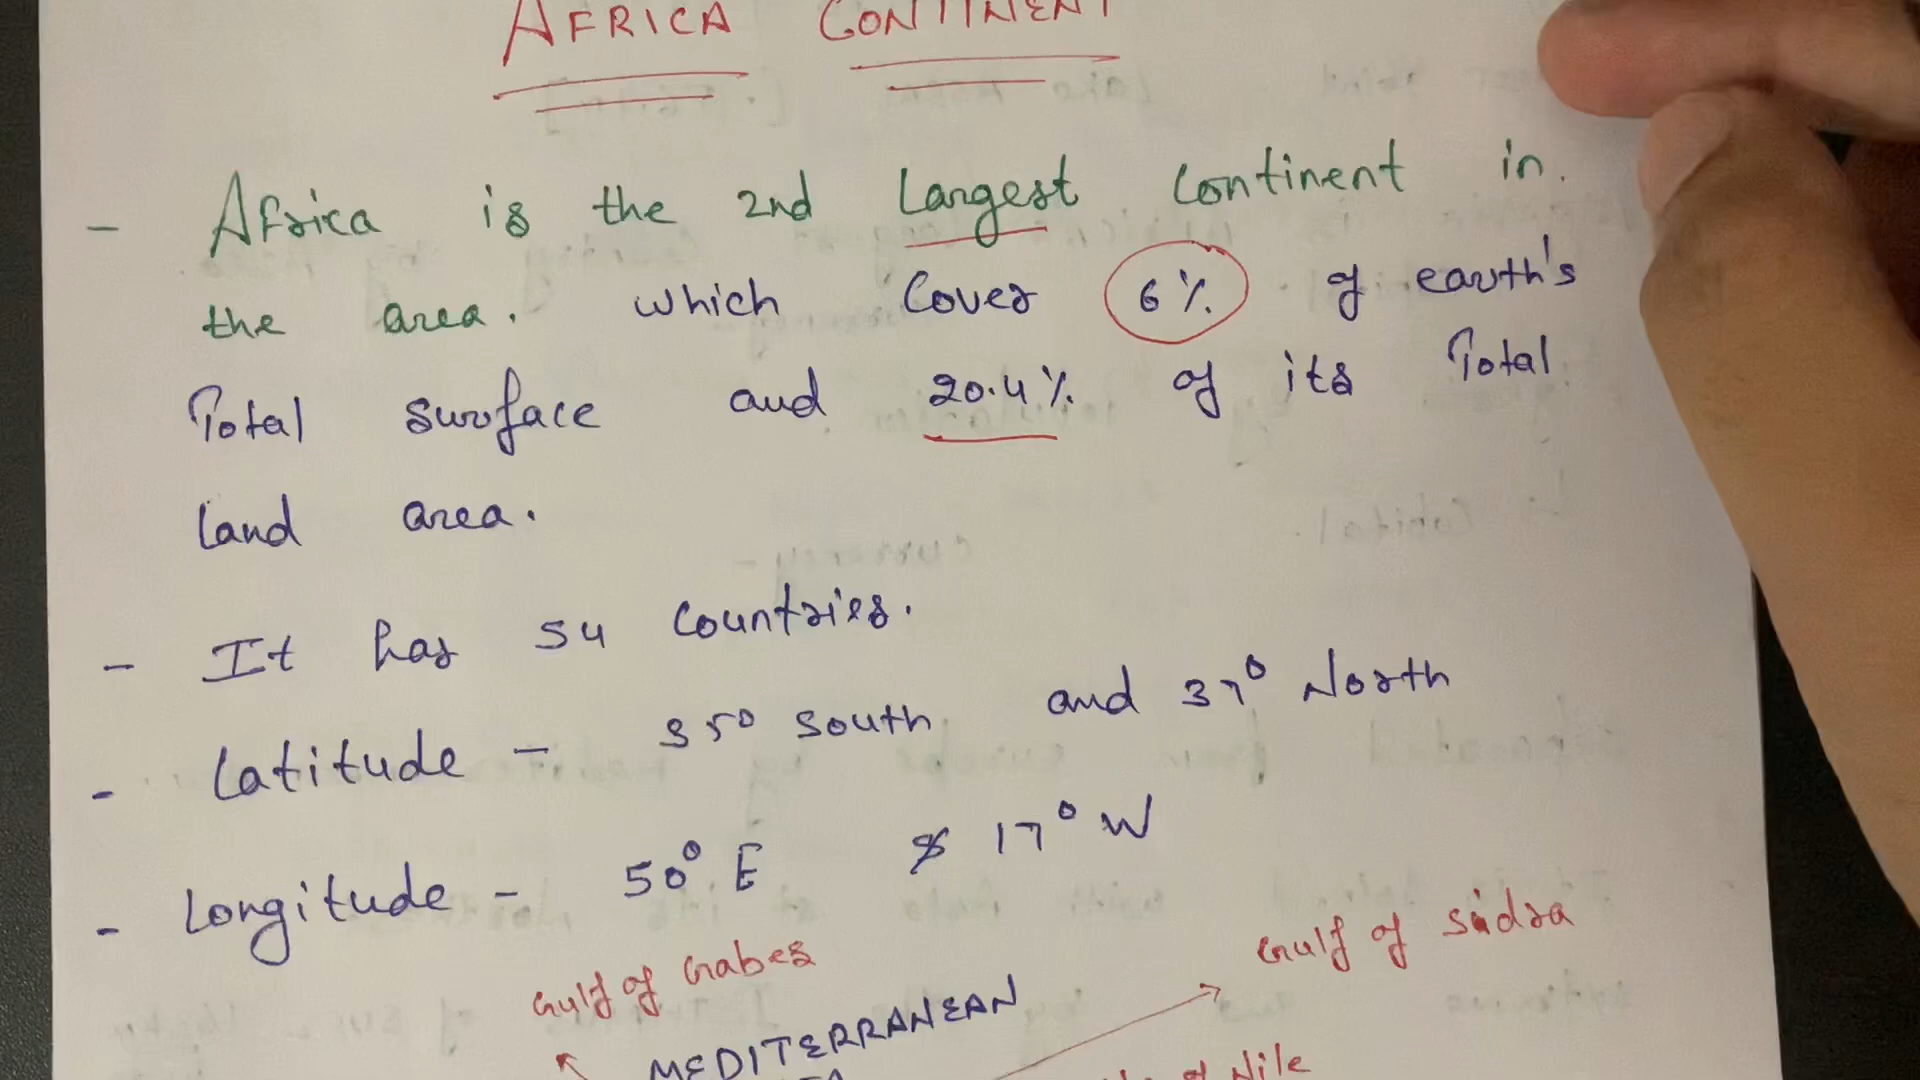 AFRICA CONTINENT
- Africa is the 2nd Largest Continent in
the area. which Cover 6% of earth's
Total surface and 20.4% of its Total
Land area.
- It has 54 Countries.
- Latitude - 35° South and 37° North
- Longitude - 50° E & 17° W
Gulf of Gabes
Gulf of Sidra
MEDITERRANEAN
of Nile